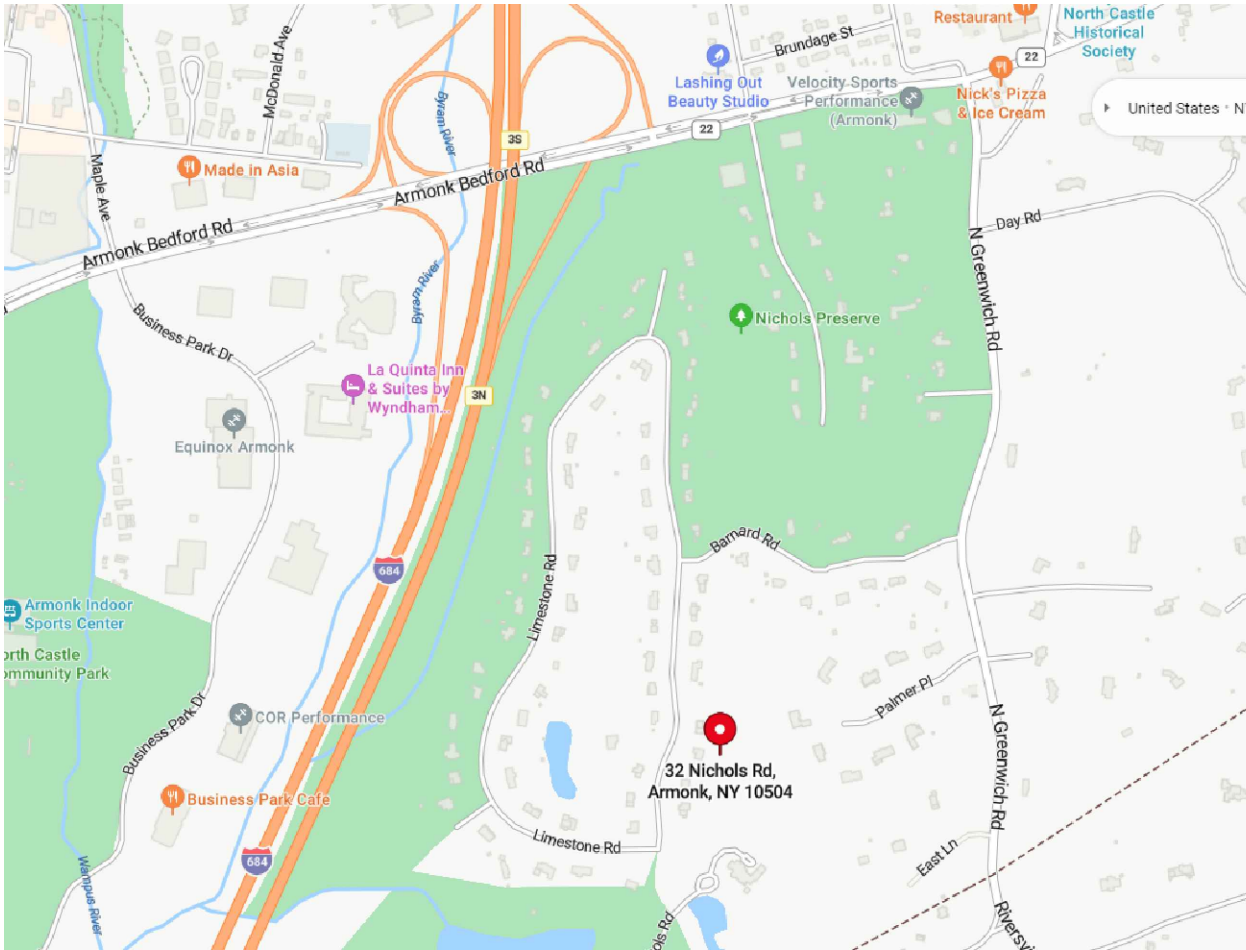 Restaurant
North Castle
Historical
Society
Brundage St
22
McDonald Ave
Lashing Out
Beauty Studio
Velocity Sports
Performance
(Armonk)
Nick's Pizza
& Ice Cream
United States
Byram River
3S
22
Made in Asia
Maple Ave
Armonk Bedford Rd
Armonk Bedford Rd
Day Rd
N Greenwich Rd
Byram River
Business Park Dr
Nichols Preserve
La Quinta Inn
& Suites by
Wyndham...
3N
Equinox Armonk
Barnard Rd
684
Limestone Rd
Armonk Indoor
Sports Center
orth Castle
ommunity Park
Palmer Pl
Business Park Dr
COR Performance
N Greenwich Rd
32 Nichols Rd,
Armonk, NY 10504
Business Park Cafe
Limestone Rd
684
East Ln
Wampus River
ols Rd
Riversvi